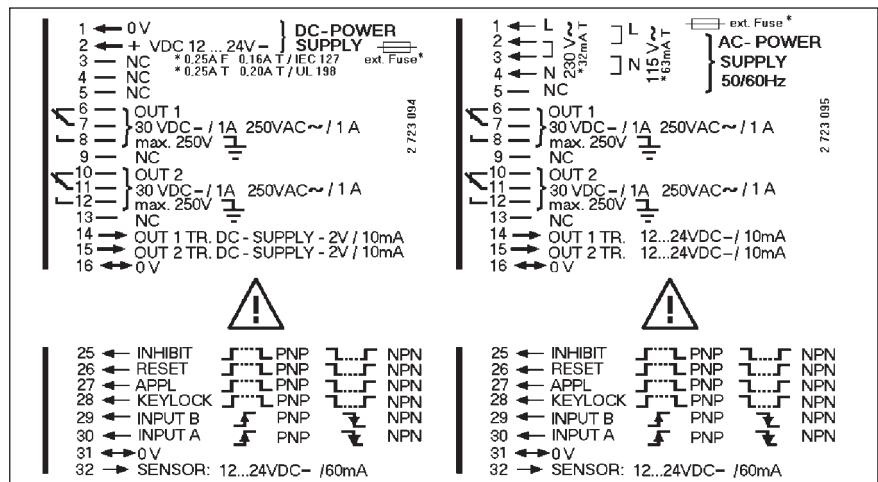 1 0 V DC-POWER
2 + VDC 12 ... 24V SUPPLY ext. Fuse*
3 NC * 0.25A F 0.16A T / IEC 127
4 NC * 0.25A T 0.20A T / UL 198
5 NC
6 OUT 1
7 30 VDC / 1A 250VAC ~ / 1 A
8 max. 250V
9 NC
10 OUT 2
11 30 VDC / 1A 250VAC ~ / 1 A
12 max. 250V
13 NC
14 OUT 1 TR. DC - SUPPLY - 2V / 10mA
15 OUT 2 TR. DC - SUPPLY - 2V / 10mA
16 0 V
2 723 094
25 INHIBIT PNP NPN
26 RESET PNP NPN
27 APPL PNP NPN
28 KEYLOCK PNP NPN
29 INPUT B PNP NPN
30 INPUT A PNP NPN
31 0 V
32 SENSOR: 12...24VDC- /60mA
1 L L ext. Fuse *
2 230 V~ 115 V~ AC- POWER
3 *32mA T N *63mA T SUPPLY
4 N 50/60Hz
5 NC
6 OUT 1
7 30 VDC / 1A 250VAC ~ / 1 A
8 max. 250V
9 NC
10 OUT 2
11 30 VDC / 1A 250VAC ~ / 1 A
12 max. 250V
13 NC
14 OUT 1 TR. 12...24VDC-/ 10mA
15 OUT 2 TR. 12...24VDC-/ 10mA
16 0 V
2 723 095
25 INHIBIT PNP NPN
26 RESET PNP NPN
27 APPL PNP NPN
28 KEYLOCK PNP NPN
29 INPUT B PNP NPN
30 INPUT A PNP NPN
31 0 V
32 SENSOR: 12...24VDC- /60mA